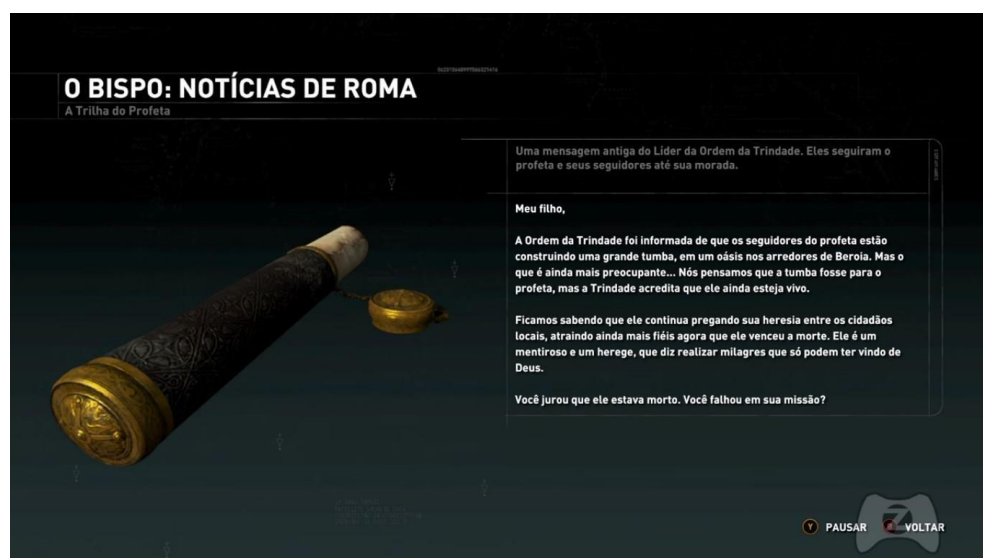 O BISPO: NOTÍCIAS DE ROMA
A Trilha do Profeta
Uma mensagem antiga do Líder da Ordem da Trindade. Eles seguiram o
profeta e seus seguidores até sua morada.
Meu filho,
A Ordem da Trindade foi informada de que os seguidores do profeta estão
construindo uma grande tumba, em um oásis nos arredores de Beroia. Mas o
que é ainda mais preocupante... Nós pensamos que a tumba fosse para o
profeta, mas a Trindade acredita que ele ainda esteja vivo.
Ficamos sabendo que ele continua pregando sua heresia entre os cidadãos
locais, atraindo ainda mais fiéis agora que ele venceu a morte. Ele é um
mentiroso e um herege, que diz realizar milagres que só podem ter vindo de
Deus.
Você jurou que ele estava morto. Você falhou em sua missão?
Y PAUSAR B VOLTAR